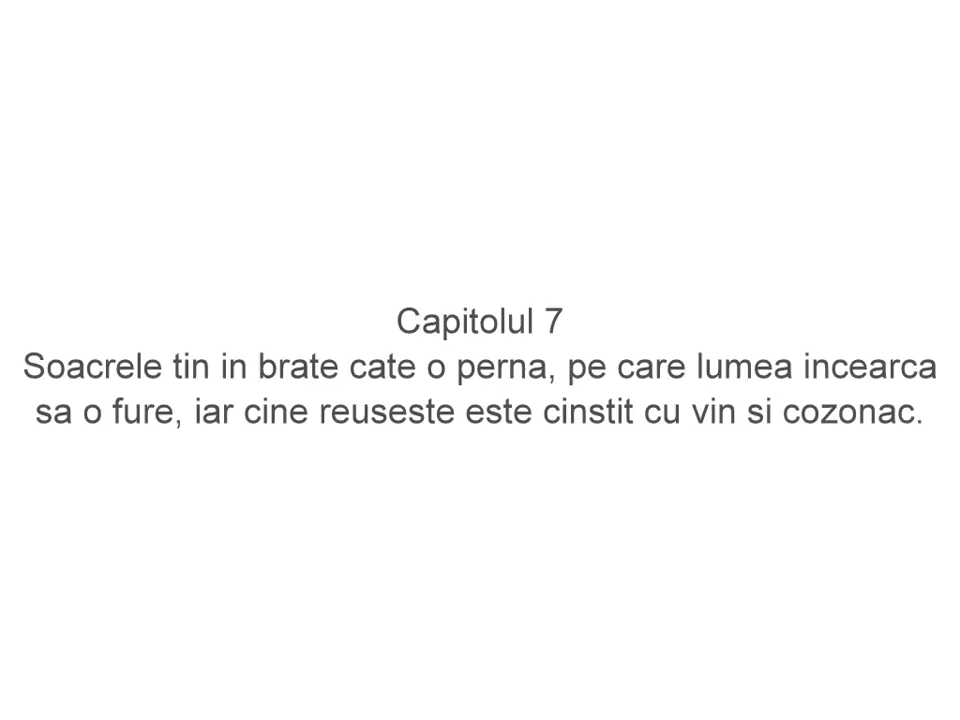 Capitolul 7
Soacrele tin in brate cate o perna, pe care lumea incearca
sa o fure, iar cine reuseste este cinstit cu vin si cozonac.